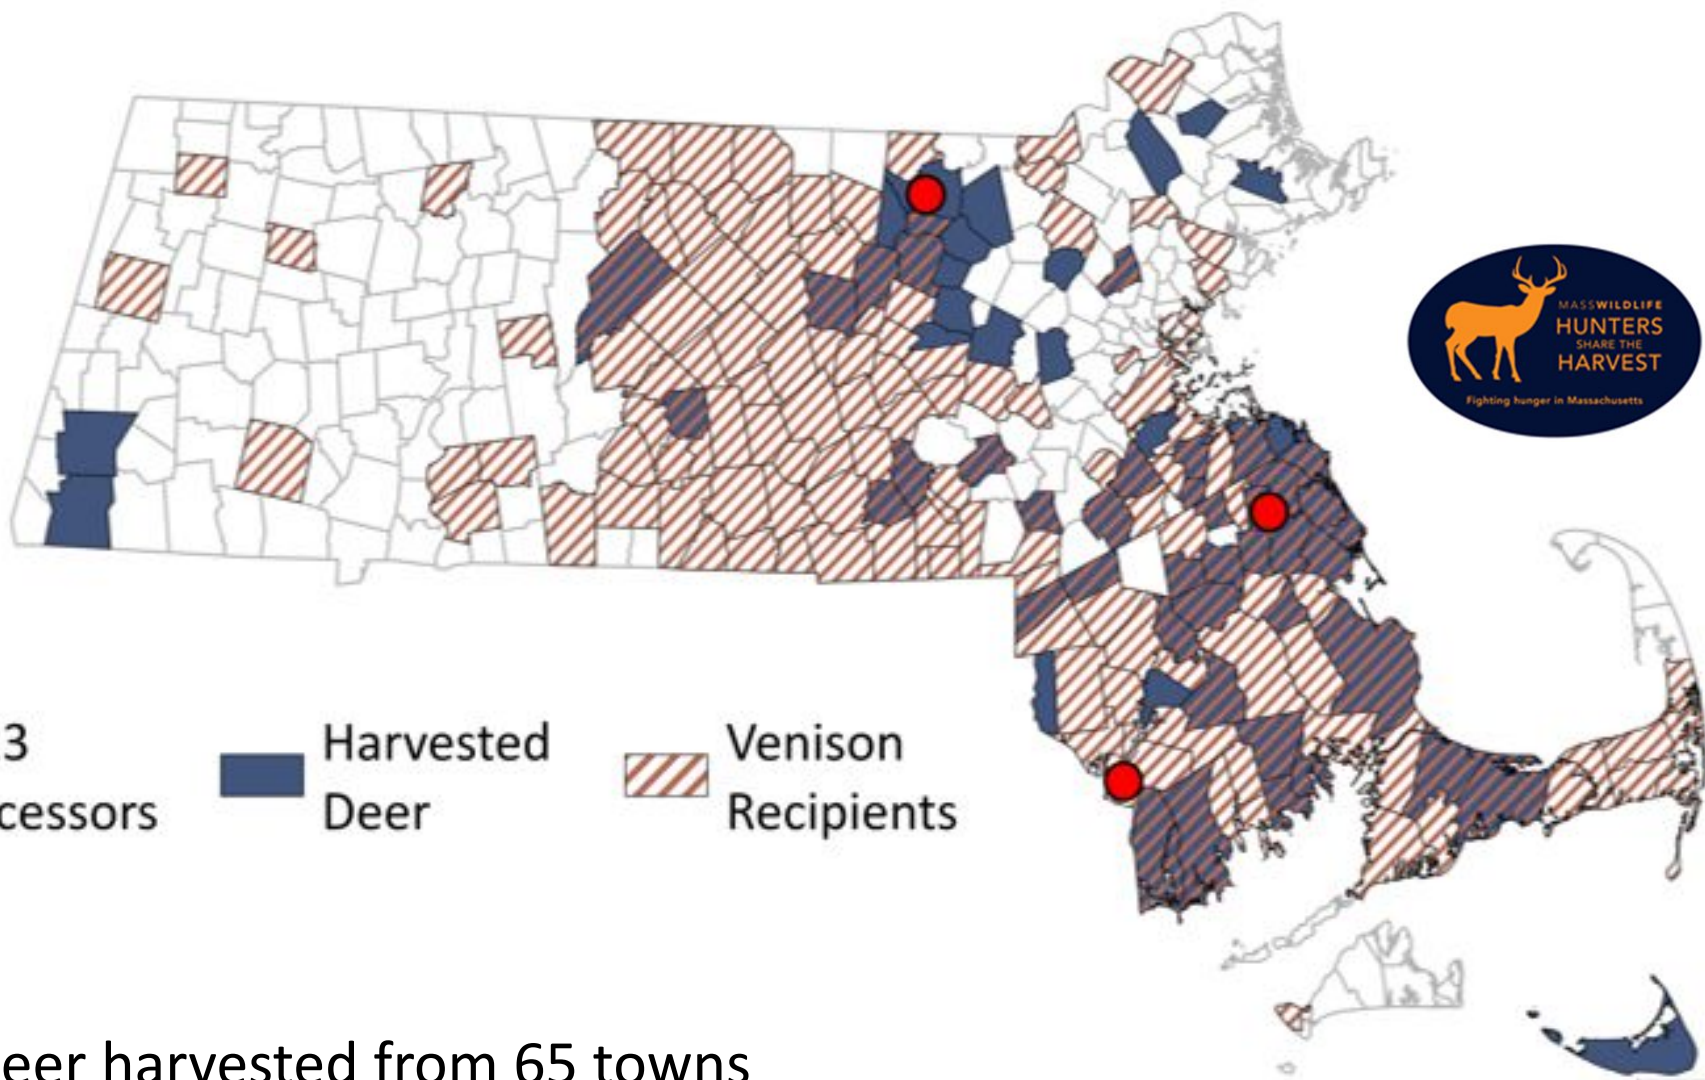 MASSWILDLIFE
HUNTERS
SHARE THE
HARVEST
Fighting hunger in Massachusetts
3
cessors
Harvested
Deer
Venison
Recipients
eer harvested from 65 towns